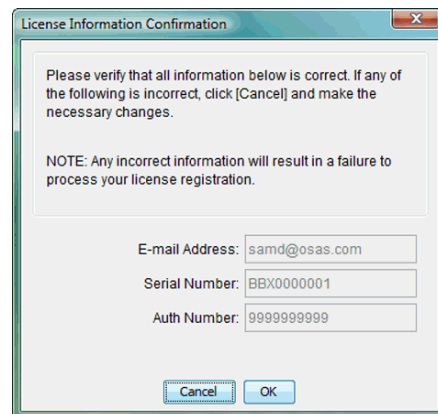 License Information Confirmation
Please verify that all information below is correct. If any of
the following is incorrect, click [Cancel] and make the
necessary changes.
NOTE: Any incorrect information will result in a failure to
process your license registration.
E-mail Address: samd@osas.com
Serial Number: BBX0000001
Auth Number: 9999999999
Cancel OK